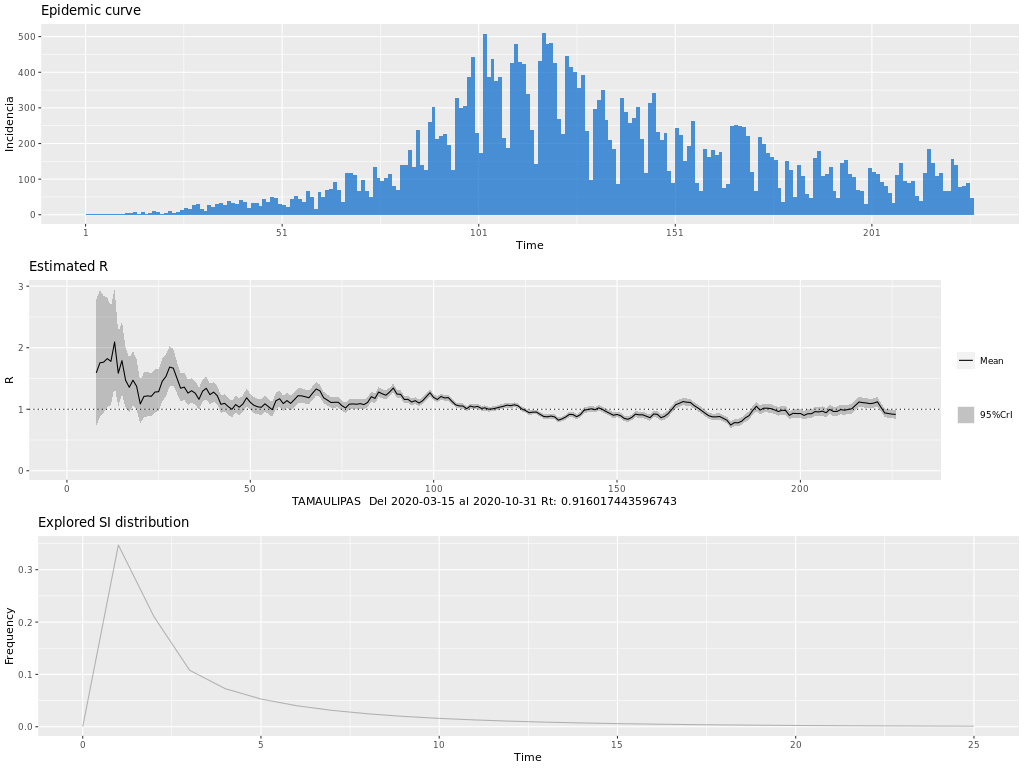 Epidemic curve
500
400
300
200
100
0
Incidencia
1 51 101 151 201
Time
Estimated R
3
2
1
0
R
Mean
95%CrI
0 50 100 150 200
TAMAULIPAS Del 2020-03-15 al 2020-10-31 Rt: 0.916017443596743
Explored SI distribution
0.3
0.2
0.1
0.0
Frequency
0 5 10 15 20 25
Time